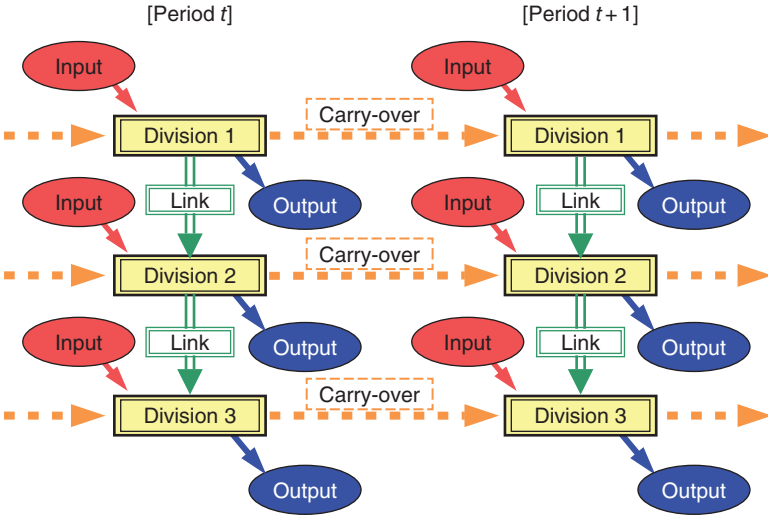 [Period t]
[Period t + 1]
Input
Input
Carry-over
Division 1
Division 1
Input
Link
Output
Input
Link
Output
Carry-over
Division 2
Division 2
Input
Link
Output
Input
Link
Output
Carry-over
Division 3
Division 3
Output
Output